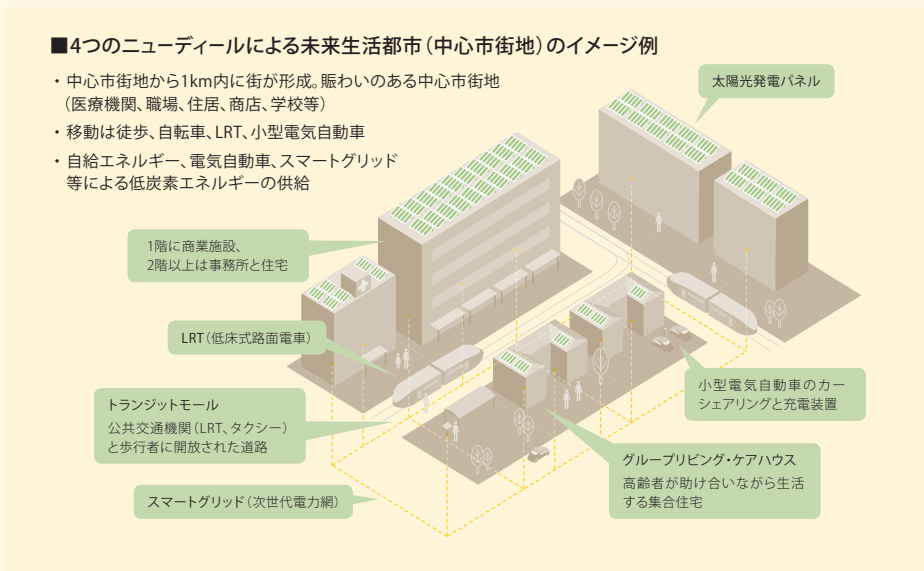 ■4つのニューディールによる未来生活都市（中心市街地）のイメージ例
・中心市街地から1km内に街が形成。賑わいのある中心市街地
（医療機関、職場、住居、商店、学校等）
・移動は徒歩、自転車、LRT、小型電気自動車
・自給エネルギー、電気自動車、スマートグリッド
等による低炭素エネルギーの供給
太陽光発電パネル
1階に商業施設、
2階以上は事務所と住宅
LRT（低床式路面電車）
トランジットモール
公共交通機関（LRT、タクシー）
と歩行者に開放された道路
スマートグリッド（次世代電力網）
小型電気自動車のカー
シェアリングと充電装置
グループリビング・ケアハウス
高齢者が助け合いながら生活
する集合住宅